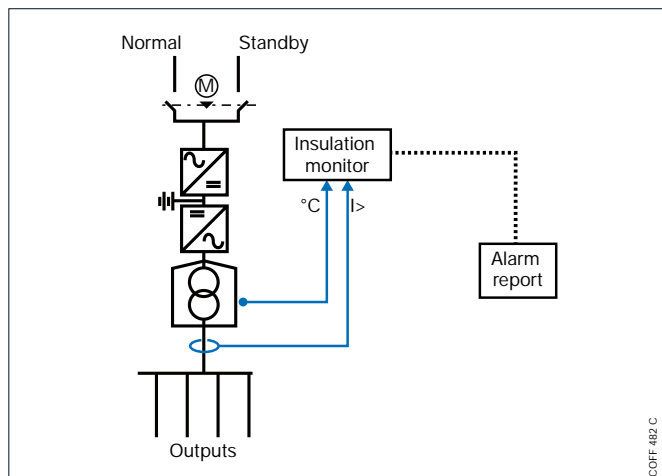 Normal
Standby
M
Insulation
monitor
°C
I>
Alarm
report
Outputs
COFF 482 C